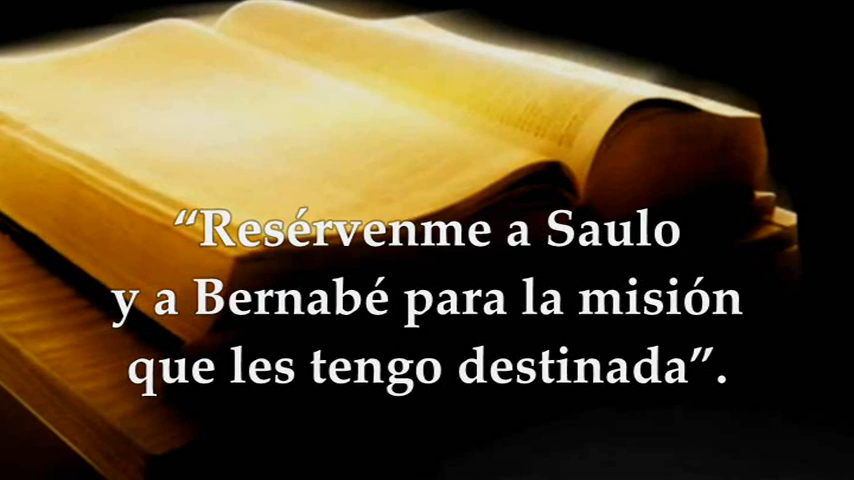 “Resérvenme a Saulo
y a Bernabé para la misión
que les tengo destinada”.